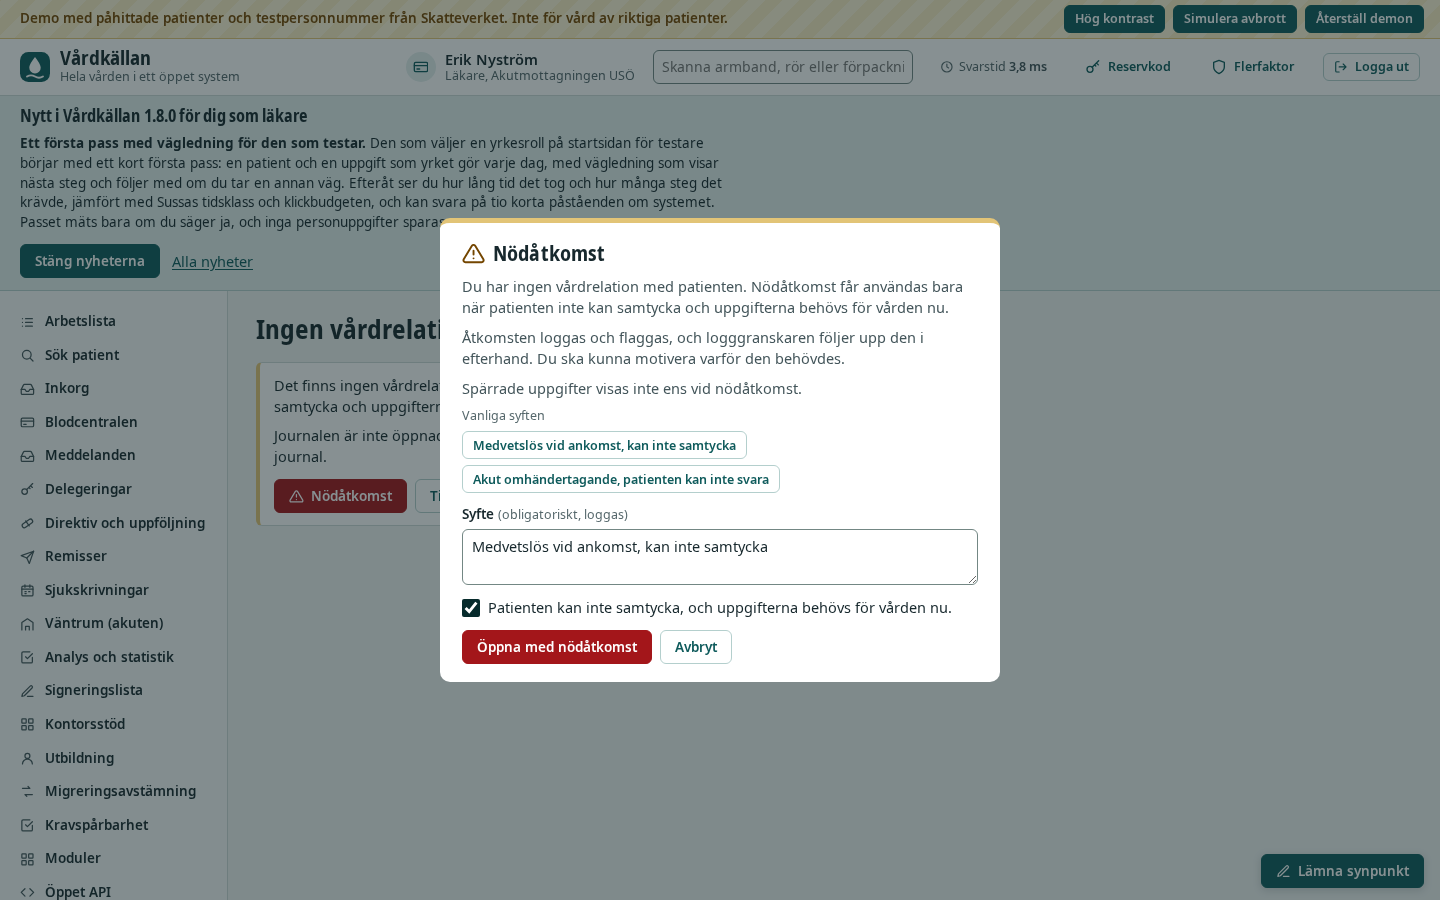 Demo med påhittade patienter och testpersonnummer från Skatteverket. Inte för vård av riktiga patienter.
Hög kontrast
Simulera avbrott
Återställ demon
Vårdkällan
Hela vården i ett öppet system
Erik Nyström
Läkare, Akutmottagningen USÖ
Skanna armband, rör eller förpackni
Svarstid 3,8 ms
Reservkod
Flerfaktor
Logga ut
Nytt i Vårdkällan 1.8.0 för dig som läkare
Ett första pass med vägledning för den som testar. Den som väljer en yrkesroll på startsidan för testare
börjar med ett kort första pass: en patient och en uppgift som yrket gör varje dag, med vägledning som visar
nästa steg och följer med om du tar en annan väg. Efteråt ser du hur lång tid det tog och hur många steg det
krävde, jämfört med Sussas tidsklass och klickbudgeten, och kan svara på tio korta påståenden om systemet.
Passet mäts bara om du säger ja, och inga personuppgifter sparas
Stäng nyheterna
Alla nyheter
Arbetslista
Sök patient
Inkorg
Blodcentralen
Meddelanden
Delegeringar
Direktiv och uppföljning
Remisser
Sjukskrivningar
Väntrum (akuten)
Analys och statistik
Signeringslista
Kontorsstöd
Utbildning
Migreringsavstämning
Kravspårbarhet
Moduler
Öppet API
Ingen vårdrelati
Det finns ingen vårdrelat
samtycka och uppgiftern
Journalen är inte öppnad
journal.
Nödåtkomst
Ti
Nödåtkomst
Du har ingen vårdrelation med patienten. Nödåtkomst får användas bara
när patienten inte kan samtycka och uppgifterna behövs för vården nu.
Åtkomsten loggas och flaggas, och logggranskaren följer upp den i
efterhand. Du ska kunna motivera varför den behövdes.
Spärrade uppgifter visas inte ens vid nödåtkomst.
Vanliga syften
Medvetslös vid ankomst, kan inte samtycka
Akut omhändertagande, patienten kan inte svara
Syfte (obligatoriskt, loggas)
Medvetslös vid ankomst, kan inte samtycka
Patienten kan inte samtycka, och uppgifterna behövs för vården nu.
Öppna med nödåtkomst
Avbryt
Lämna synpunkt